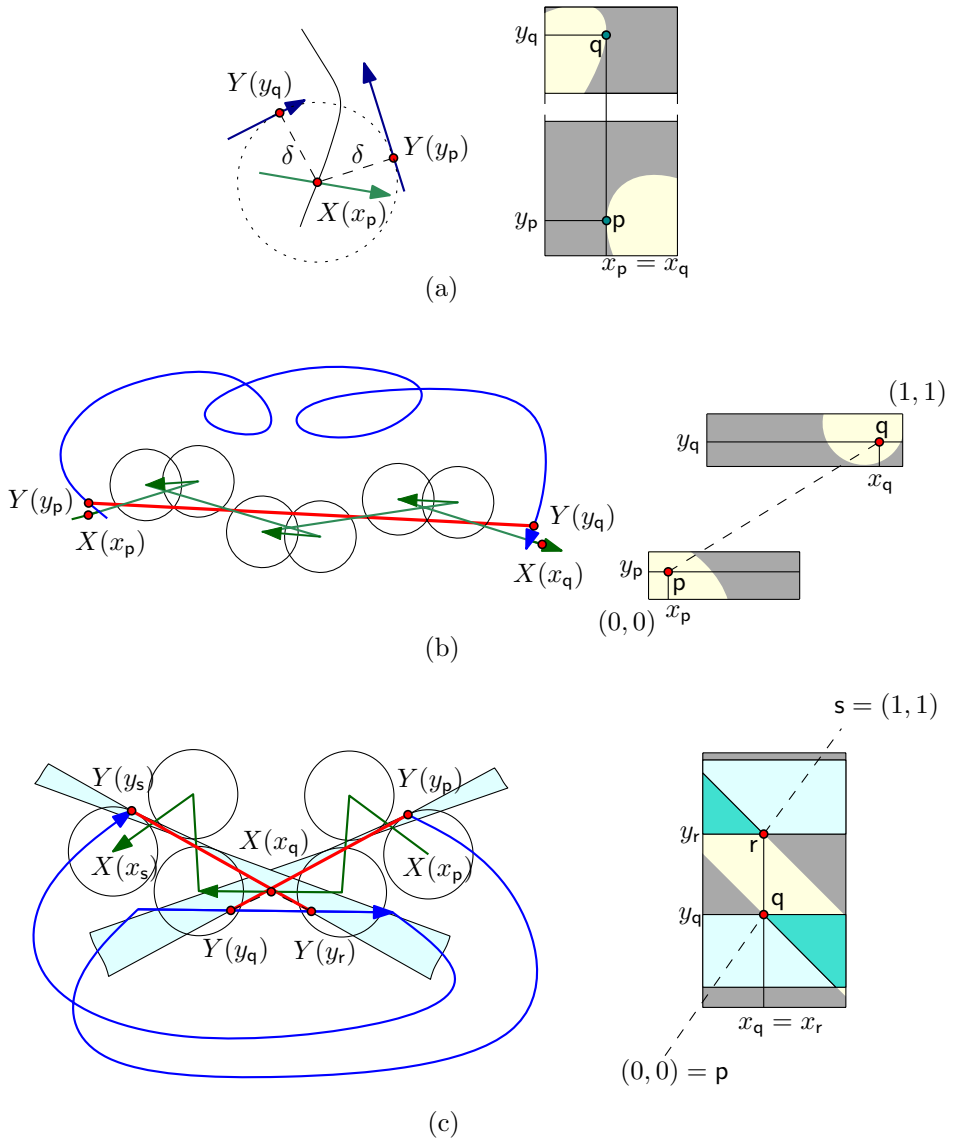 Y(y_q)
δ
δ
Y(y_p)
X(x_p)
y_q
q
y_p
p
x_p = x_q
(a)
(1, 1)
y_q
q
x_q
Y(y_p)
X(x_p)
Y(y_q)
X(x_q)
y_p
p
x_p
(0, 0)
(b)
s = (1, 1)
Y(y_s)
Y(y_p)
X(x_q)
X(x_s)
X(x_p)
Y(y_q)
Y(y_r)
y_r
r
y_q
q
x_q = x_r
(0, 0) = p
(c)